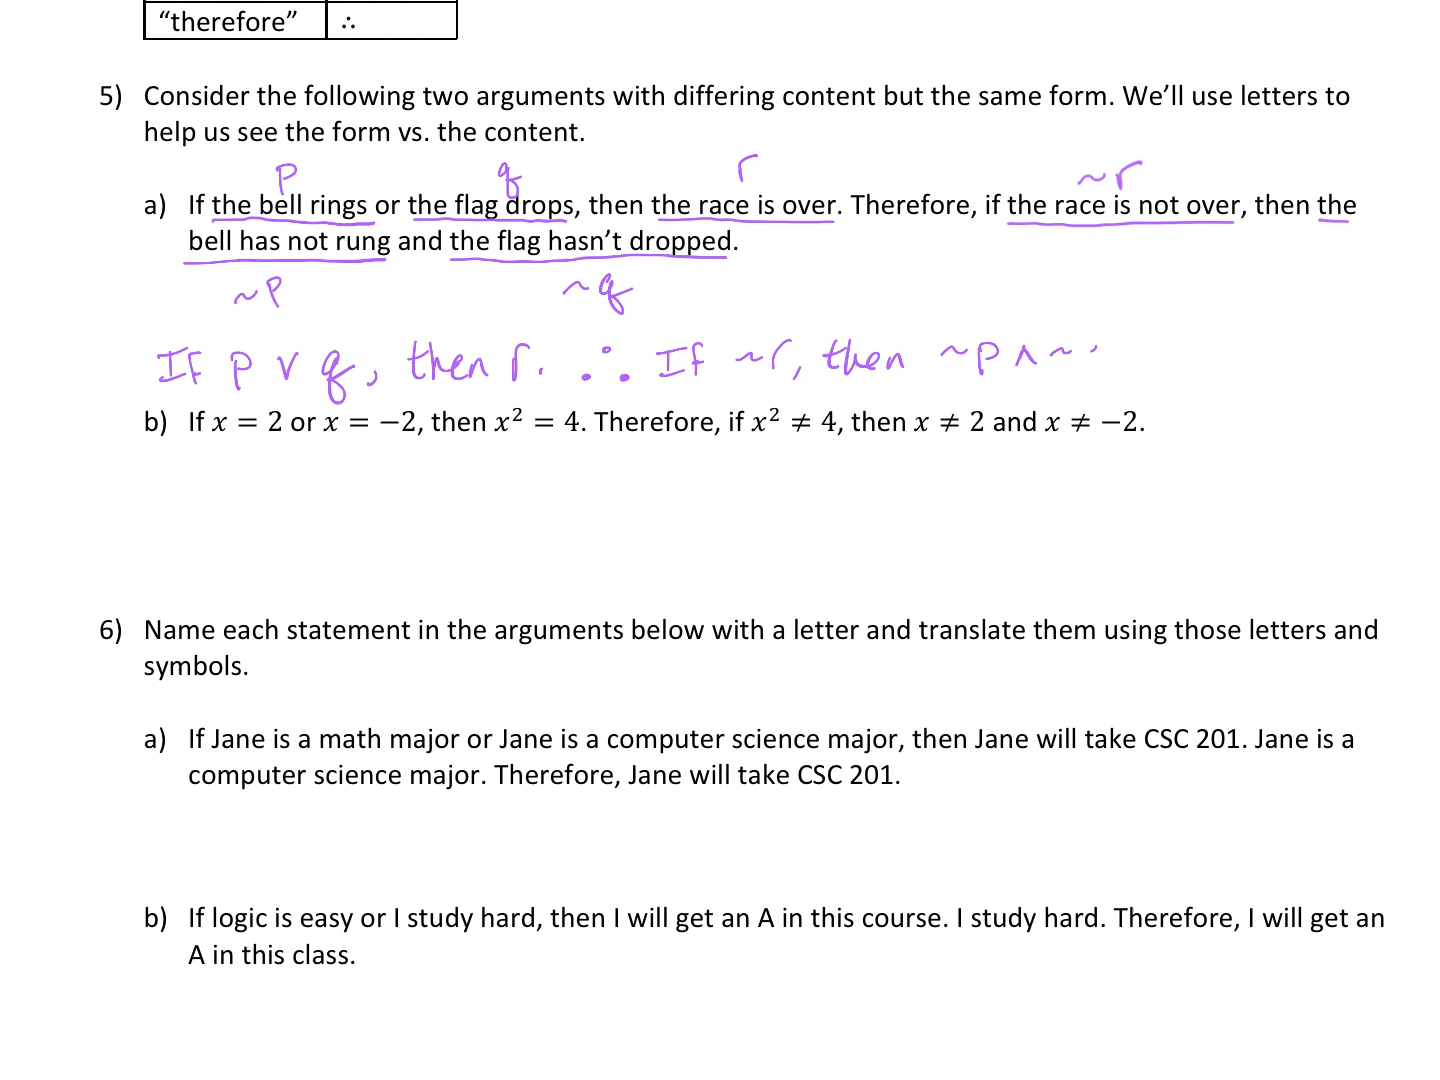 “therefore” ∴
5) Consider the following two arguments with differing content but the same form. We’ll use letters to
help us see the form vs. the content.
p q r ~r
a) If the bell rings or the flag drops, then the race is over. Therefore, if the race is not over, then the
bell has not rung and the flag hasn’t dropped.
~p ~q
If p ∨ q, then r. ∴ If ~r, then ~p ∧ ~
b) If x = 2 or x = −2, then x² = 4. Therefore, if x² ≠ 4, then x ≠ 2 and x ≠ −2.
6) Name each statement in the arguments below with a letter and translate them using those letters and
symbols.
a) If Jane is a math major or Jane is a computer science major, then Jane will take CSC 201. Jane is a
computer science major. Therefore, Jane will take CSC 201.
b) If logic is easy or I study hard, then I will get an A in this course. I study hard. Therefore, I will get an
A in this class.